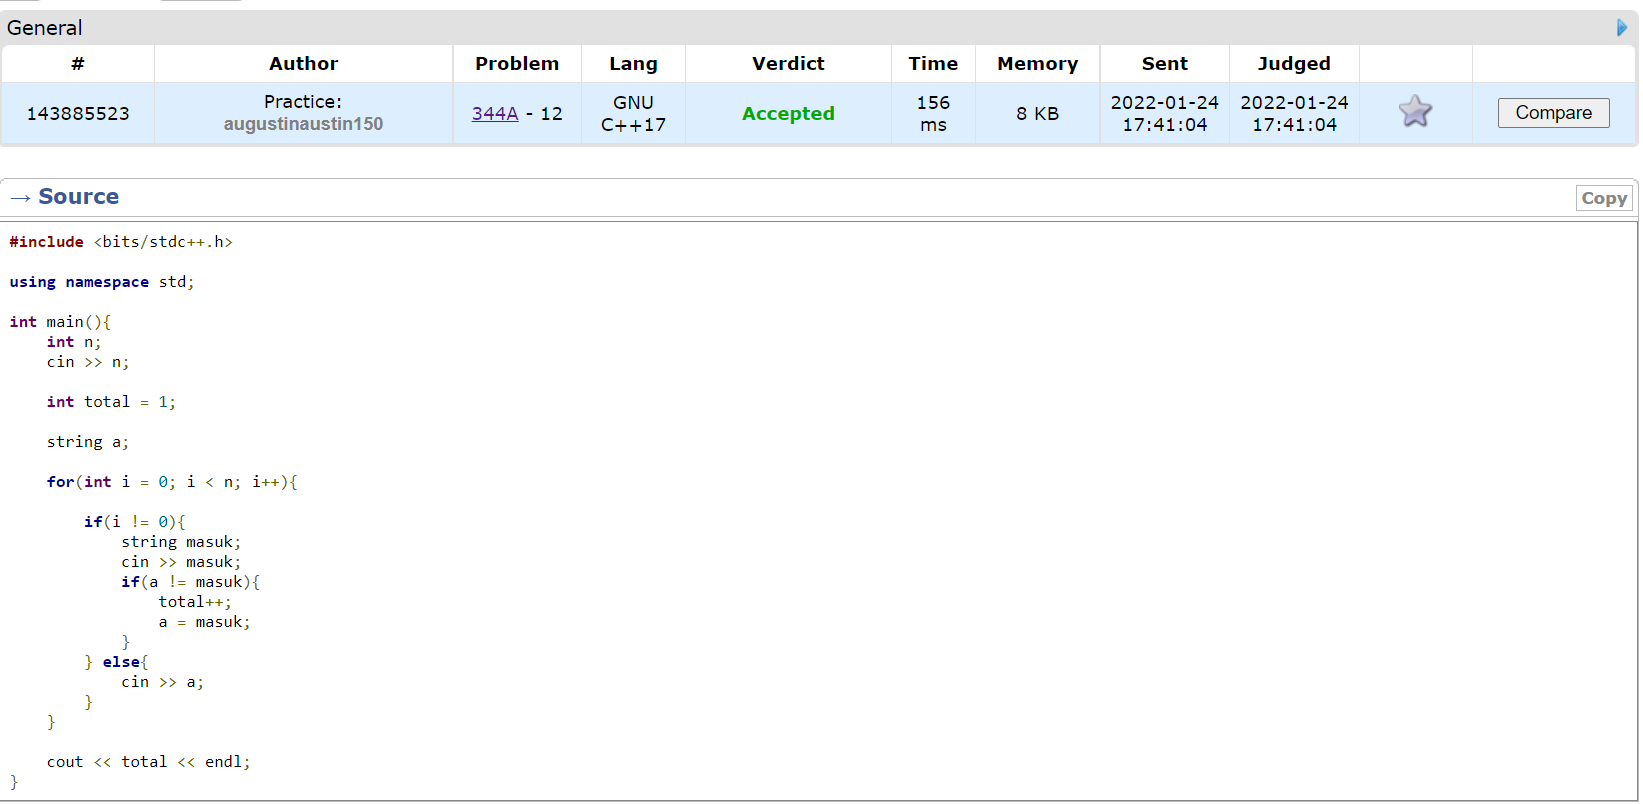 General
# Author Problem Lang Verdict Time Memory Sent Judged
143885523 Practice: augustinaustin150 344A - 12 GNU C++17 Accepted 156 ms 8 KB 2022-01-24 17:41:04 2022-01-24 17:41:04 Compare
→ Source Copy
#include <bits/stdc++.h>
using namespace std;
int main(){
int n;
cin >> n;
int total = 1;
string a;
for(int i = 0; i < n; i++){
if(i != 0){
string masuk;
cin >> masuk;
if(a != masuk){
total++;
a = masuk;
}
} else{
cin >> a;
}
}
cout << total << endl;
}